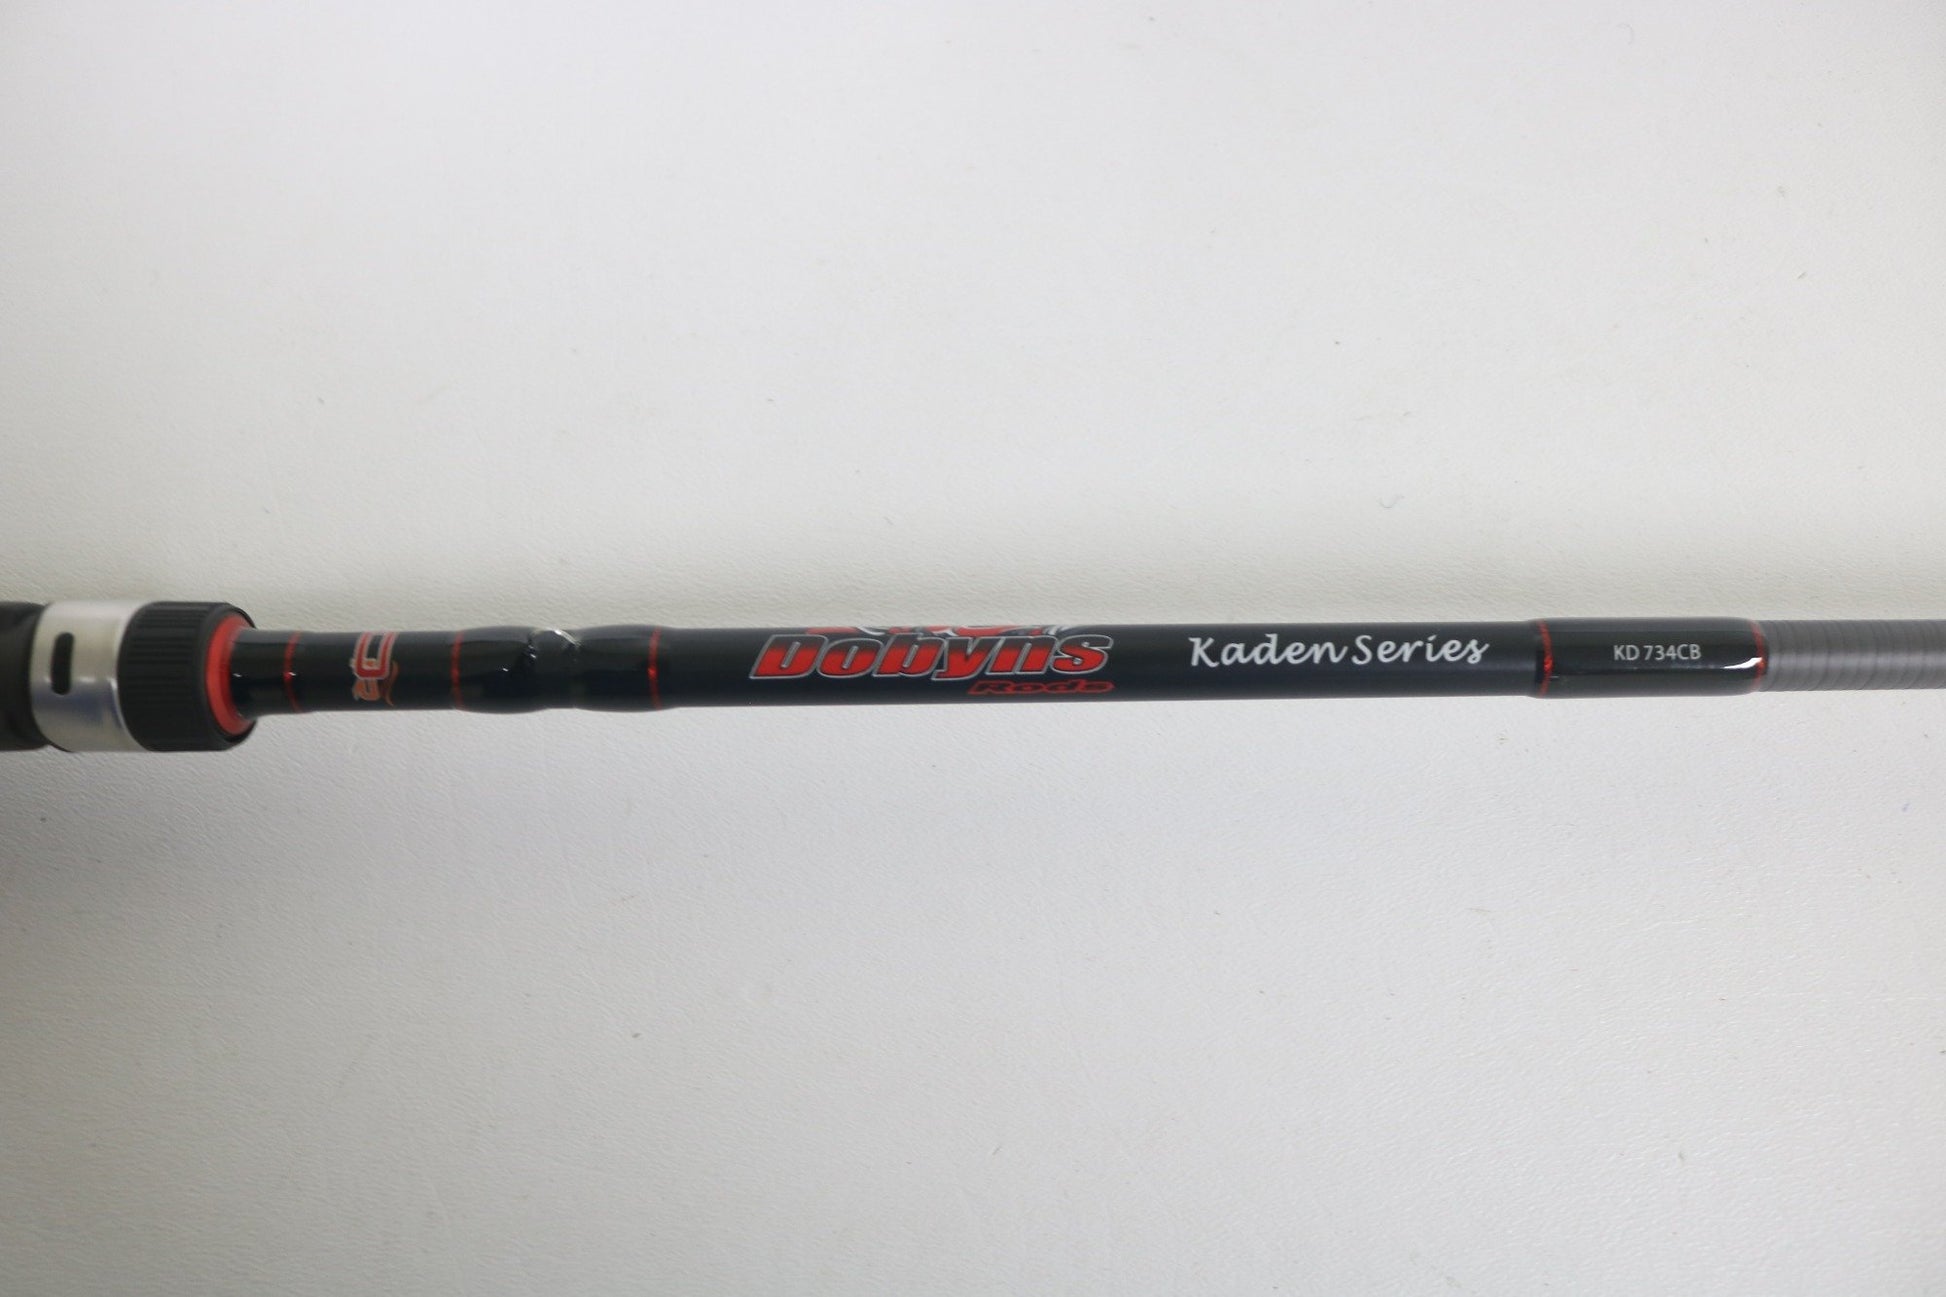 Dobyns
Rods
Kaden Series
KD 734CB